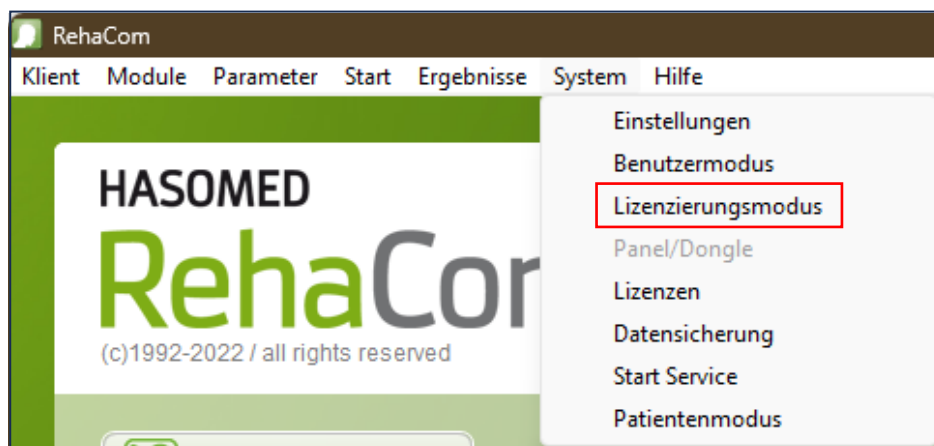 RehaCom
Klient Module Parameter Start Ergebnisse System Hilfe
Einstellungen
Benutzermodus
Lizenzierungsmodus
Panel/Dongle
Lizenzen
Datensicherung
Start Service
Patientenmodus
HASOMED
RehaCor
(c)1992-2022 / all rights reserved